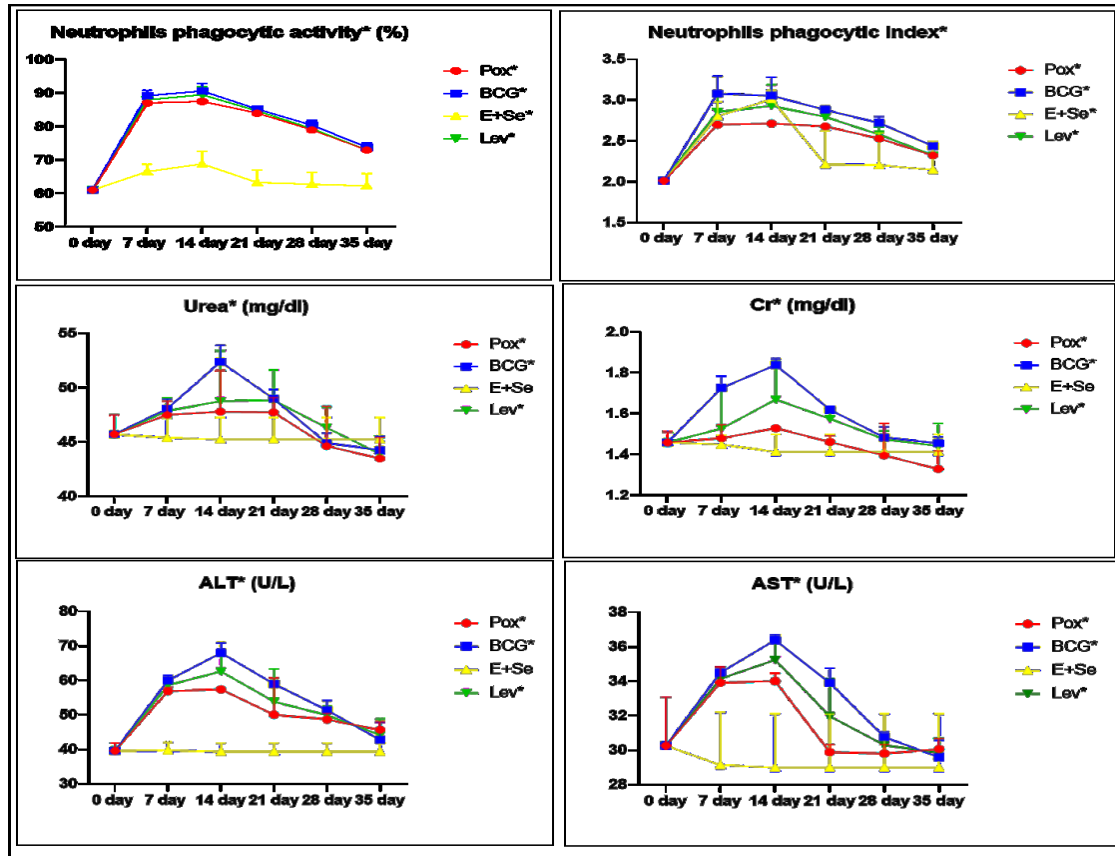 Neutrophils phagocytic activity* (%)
100
90
80
70
60
50
0 day 7 day 14 day 21 day 28 day 35 day
Pox*
BCG*
E+Se*
Lev*
Neutrophils phagocytic index*
3.5
3.0
2.5
2.0
1.5
0 day 7 day 14 day 21 day 28 day 35 day
Pox*
BCG*
E+Se*
Lev*
Urea* (mg/dl)
55
50
45
40
0 day 7 day 14 day 21 day 28 day 35 day
Pox*
BCG*
E+Se
Lev*
Cr* (mg/dl)
2.0
1.8
1.6
1.4
1.2
0 day 7 day 14 day 21 day 28 day 35 day
Pox*
BCG*
E+Se
Lev*
ALT* (U/L)
80
70
60
50
40
30
0 day 7 day 14 day 21 day 28 day 35 day
Pox*
BCG*
E+Se
Lev*
AST* (U/L)
38
36
34
32
30
28
0 day 7 day 14 day 21 day 28 day 35 day
Pox*
BCG*
E+Se
Lev*